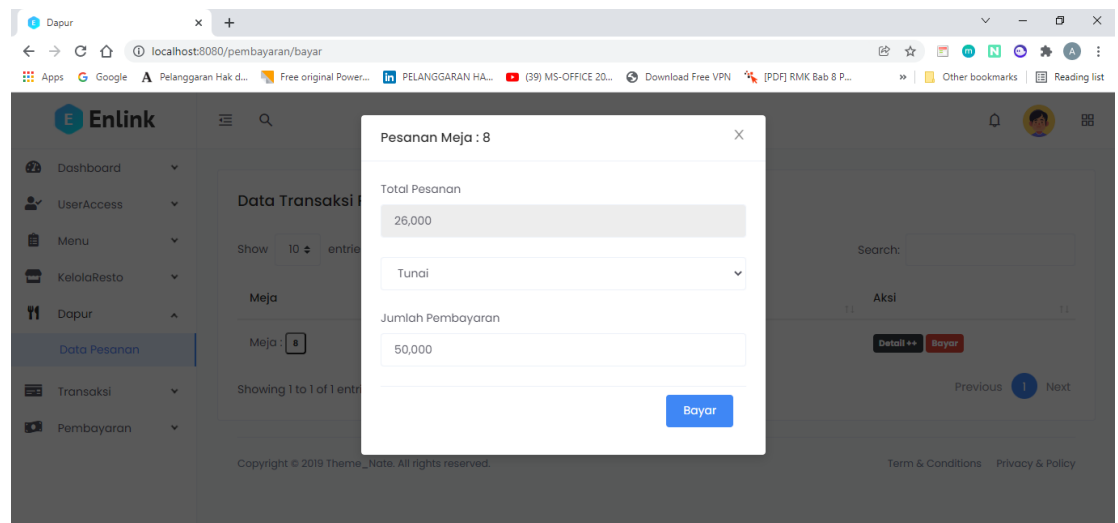 Dapur
localhost:8080/pembayaran/bayar
Apps Google Pelanggaran Hak d... Free original Power... PELANGGARAN HA... (39) MS-OFFICE 20... Download Free VPN [PDF] RMK Bab 8 P... » Other bookmarks Reading list
Enlink
Dashboard
UserAccess
Menu
KelolaResto
Dapur
Data Pesanan
Transaksi
Pembayaran
Data Transaksi
Show 10 entrie
Search:
Meja
Aksi
Meja : 8
Detail ++ Bayar
Showing 1 to 1 of 1 entri
Previous 1 Next
Copyright © 2019 Theme_Nate. All rights reserved.
Term & Conditions Privacy & Policy
Pesanan Meja : 8
Total Pesanan
26,000
Tunai
Jumlah Pembayaran
50,000
Bayar